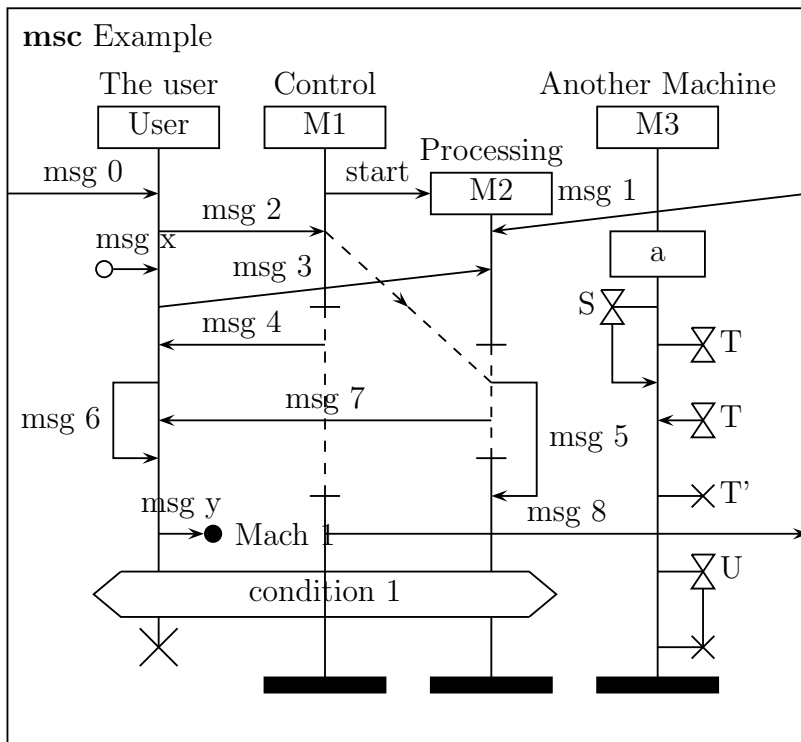 msc Example
The user
Control
Another Machine
User
M1
M3
Processing
msg 0
start
M2
msg 1
msg 2
msg x
msg 3
a
S
msg 4
T
msg 6
msg 7
msg 5
T
T'
msg y
Mach 1
msg 8
condition 1
U